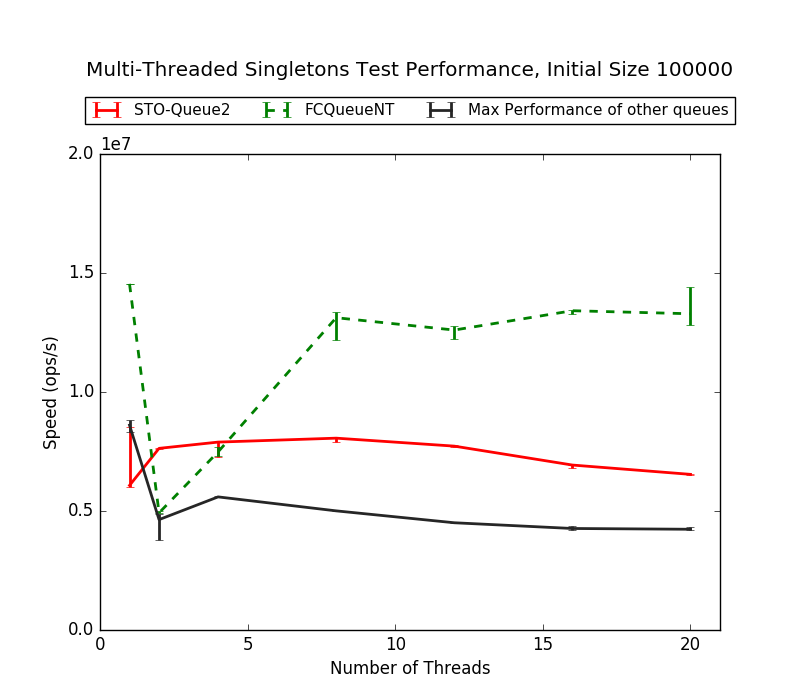 Multi-Threaded Singletons Test Performance, Initial Size 100000
STO-Queue2 FCQueueNT Max Performance of other queues
1e7
2.0
1.5
1.0
0.5
0.0
Speed (ops/s)
0 5 10 15 20
Number of Threads